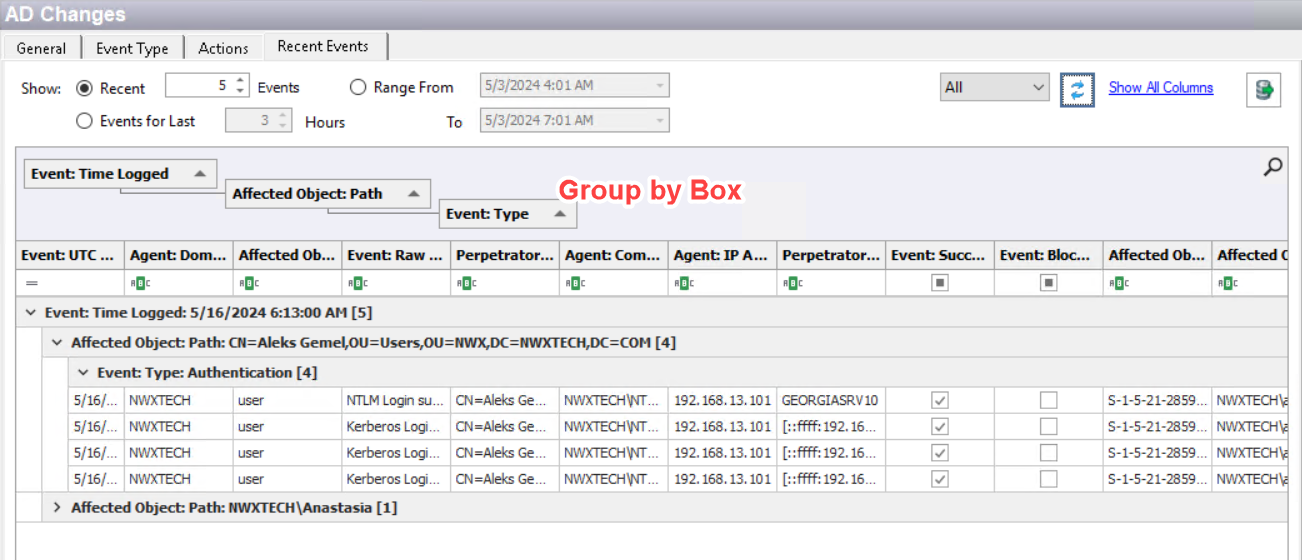 AD Changes
General Event Type Actions Recent Events
Show: Recent 5 Events Range From 5/3/2024 4:01 AM All Show All Columns
Events for Last 3 Hours To 5/3/2024 7:01 AM
Event: Time Logged
Affected Object: Path
Group by Box
Event: Type
Event: UTC ... Agent: Dom... Affected Ob... Event: Raw ... Perpetrator... Agent: Com... Agent: IP A... Perpetrator... Event: Succ... Event: Bloc... Affected Ob... Affected O
= ABC ABC ABC ABC ABC ABC ABC ABC ABC
Event: Time Logged: 5/16/2024 6:13:00 AM [5]
Affected Object: Path: CN=Aleks Gemel,OU=Users,OU=NWX,DC=NWXTECH,DC=COM [4]
Event: Type: Authentication [4]
5/16/... NWXTECH user NTLM Login su... CN=Aleks Ge... NWXTECH\NT... 192.168.13.101 GEORGIASRV10 S-1-5-21-2859... NWXTECH\a
5/16/... NWXTECH user Kerberos Logi... CN=Aleks Ge... NWXTECH\NT... 192.168.13.101 [::ffff:192.16... S-1-5-21-2859... NWXTECH\a
5/16/... NWXTECH user Kerberos Logi... CN=Aleks Ge... NWXTECH\NT... 192.168.13.101 [::ffff:192.16... S-1-5-21-2859... NWXTECH\a
5/16/... NWXTECH user Kerberos Logi... CN=Aleks Ge... NWXTECH\NT... 192.168.13.101 [::ffff:192.16... S-1-5-21-2859... NWXTECH\a
Affected Object: Path: NWXTECH\Anastasia [1]